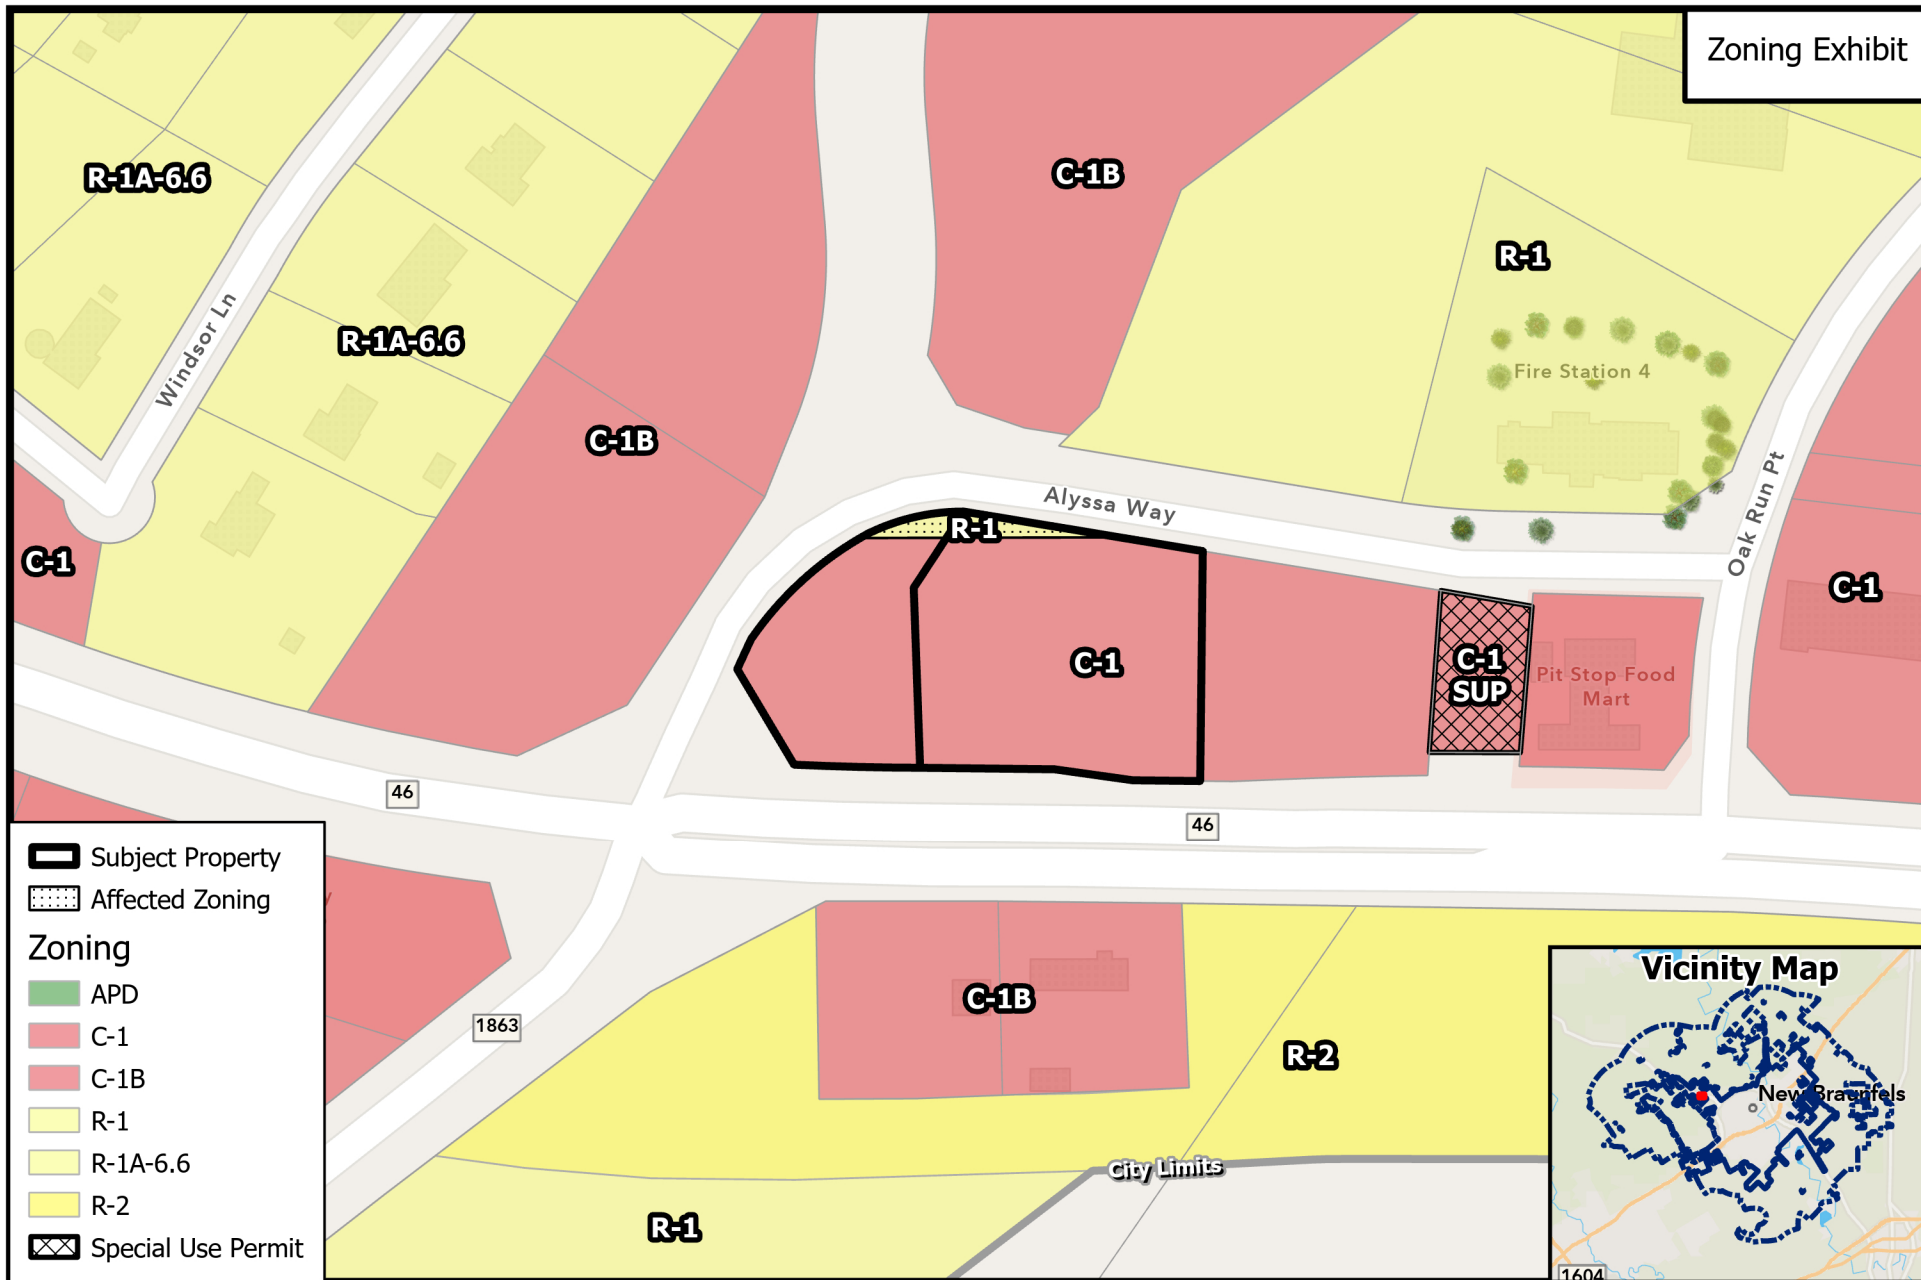 Zoning Exhibit
R-1A-6.6
C-1B
R-1
Windsor Ln
R-1A-6.6
Fire Station 4
C-1B
Alyssa Way
R-1
Oak Run Pt
C-1
C-1
C-1
C-1
SUP
Pit Stop Food
Mart
46
46
Subject Property
Affected Zoning
Zoning
APD
C-1
C-1B
R-1
R-1A-6.6
R-2
Special Use Permit
1863
C-1B
R-2
City Limits
R-1
Vicinity Map
New Braunfels
1604